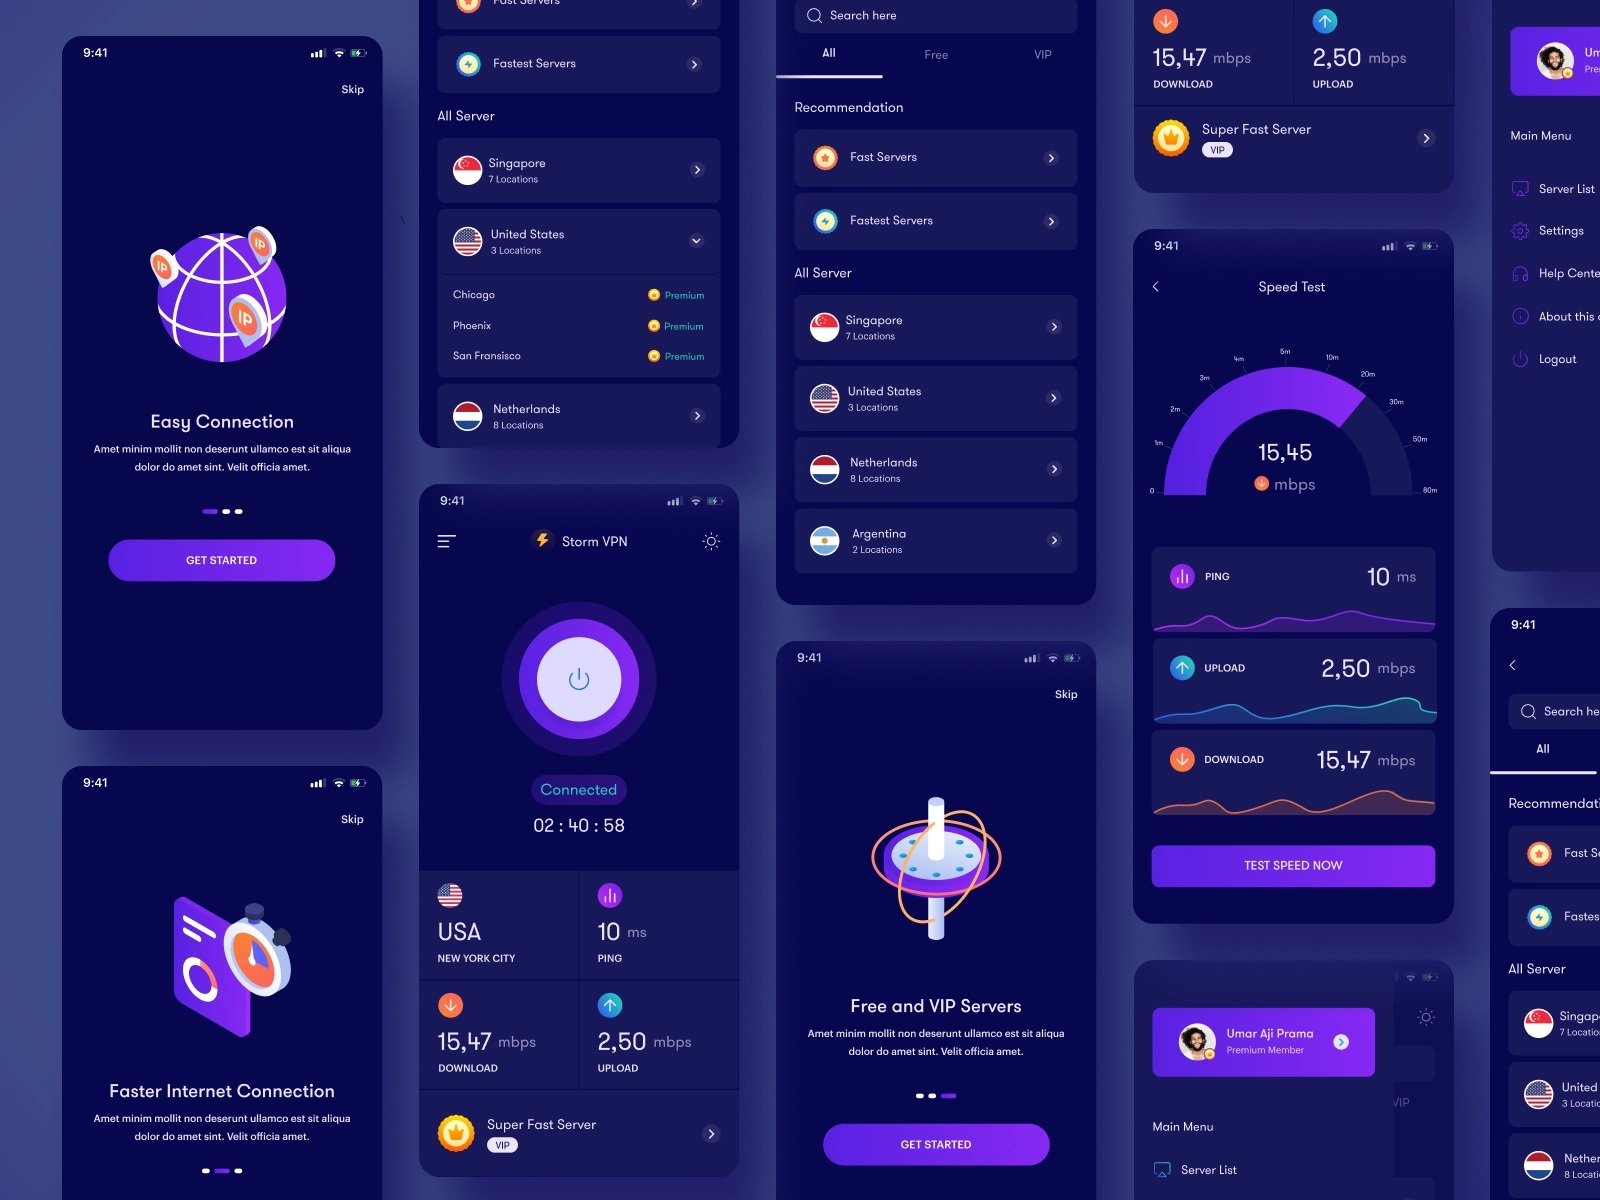 9:41
Skip
IP
IP
IP
Easy Connection
Amet minim mollit non deserunt ullamco est sit aliqua
dolor do amet sint. Velit officia amet.
GET STARTED
9:41
Skip
Faster Internet Connection
Amet minim mollit non deserunt ullamco est sit aliqua
dolor do amet sint. Velit officia amet.
Fast Servers
Fastest Servers
All Server
Singapore
7 Locations
United States
3 Locations
Chicago
Premium
Phoenix
Premium
San Fransisco
Premium
Netherlands
8 Locations
9:41
Storm VPN
Connected
02 : 40 : 58
USA
NEW YORK CITY
10 ms
PING
15,47 mbps
DOWNLOAD
2,50 mbps
UPLOAD
Super Fast Server
VIP
Search here
All
Free
VIP
Recommendation
Fast Servers
Fastest Servers
All Server
Singapore
7 Locations
United States
3 Locations
Netherlands
8 Locations
Argentina
2 Locations
9:41
Skip
Free and VIP Servers
Amet minim mollit non deserunt ullamco est sit aliqua
dolor do amet sint. Velit officia amet.
GET STARTED
15,47 mbps
DOWNLOAD
2,50 mbps
UPLOAD
Super Fast Server
VIP
9:41
Speed Test
0
1m
2m
3m
4m
5m
10m
20m
30m
50m
80m
15,45
mbps
PING
10 ms
UPLOAD
2,50 mbps
DOWNLOAD
15,47 mbps
TEST SPEED NOW
Umar Aji Prama
Premium Member
VIP
Main Menu
Server List
Um
Pre
Main Menu
Server List
Settings
Help Cente
About this
Logout
9:41
Search he
All
Recommendati
Fast Se
Fastes
All Server
Singap
7 Locatio
United
3 Locatio
Nether
8 Locati